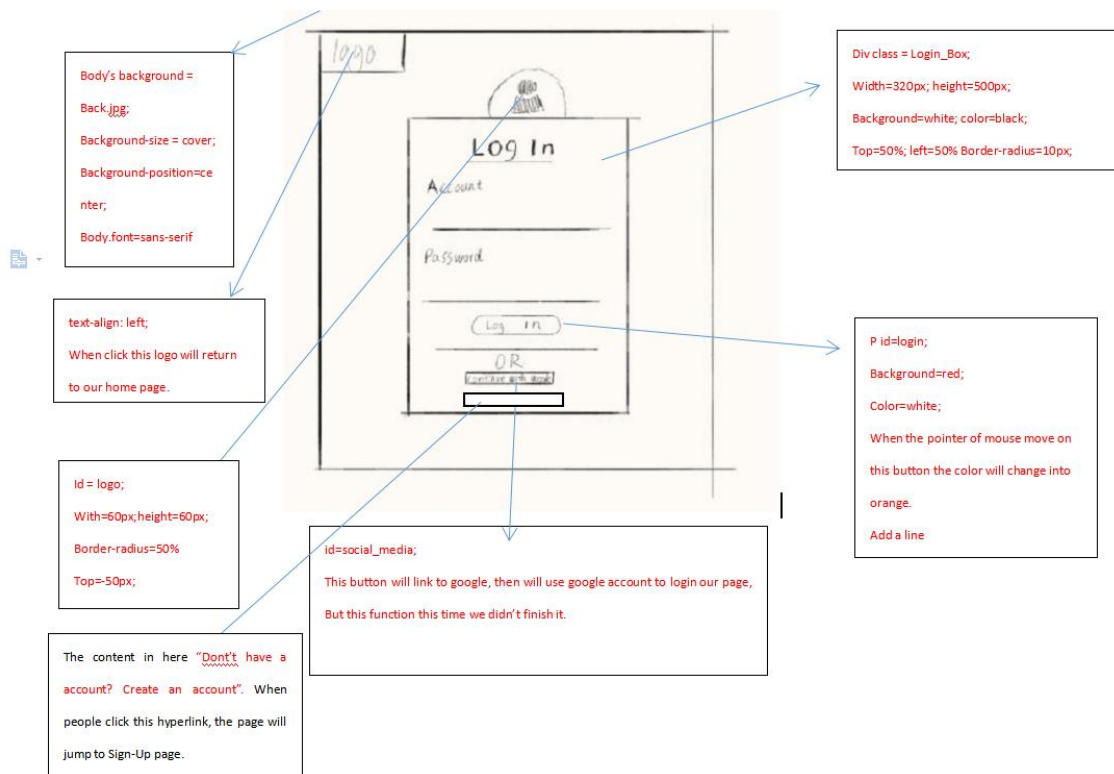 Body's background =
Back.jpg;
Background-size = cover;
Background-position=ce
nter;
Body.font=sans-serif
text-align: left;
When click this logo will return
to our home page.
Id = logo;
With=60px;height=60px;
Border-radius=50%
Top=-50px;
The content in here "Dont't have a
account? Create an account". When
people click this hyperlink, the page will
jump to Sign-Up page.
logo
Log In
Account
Password
Log In
OR
continue with
id=social_media;
This button will link to google, then will use google account to login our page,
But this function this time we didn't finish it.
Div class = Login_Box;
Width=320px; height=500px;
Background=white; color=black;
Top=50%; left=50% Border-radius=10px;
P id=login;
Background=red;
Color=white;
When the pointer of mouse move on
this button the color will change into
orange.
Add a line